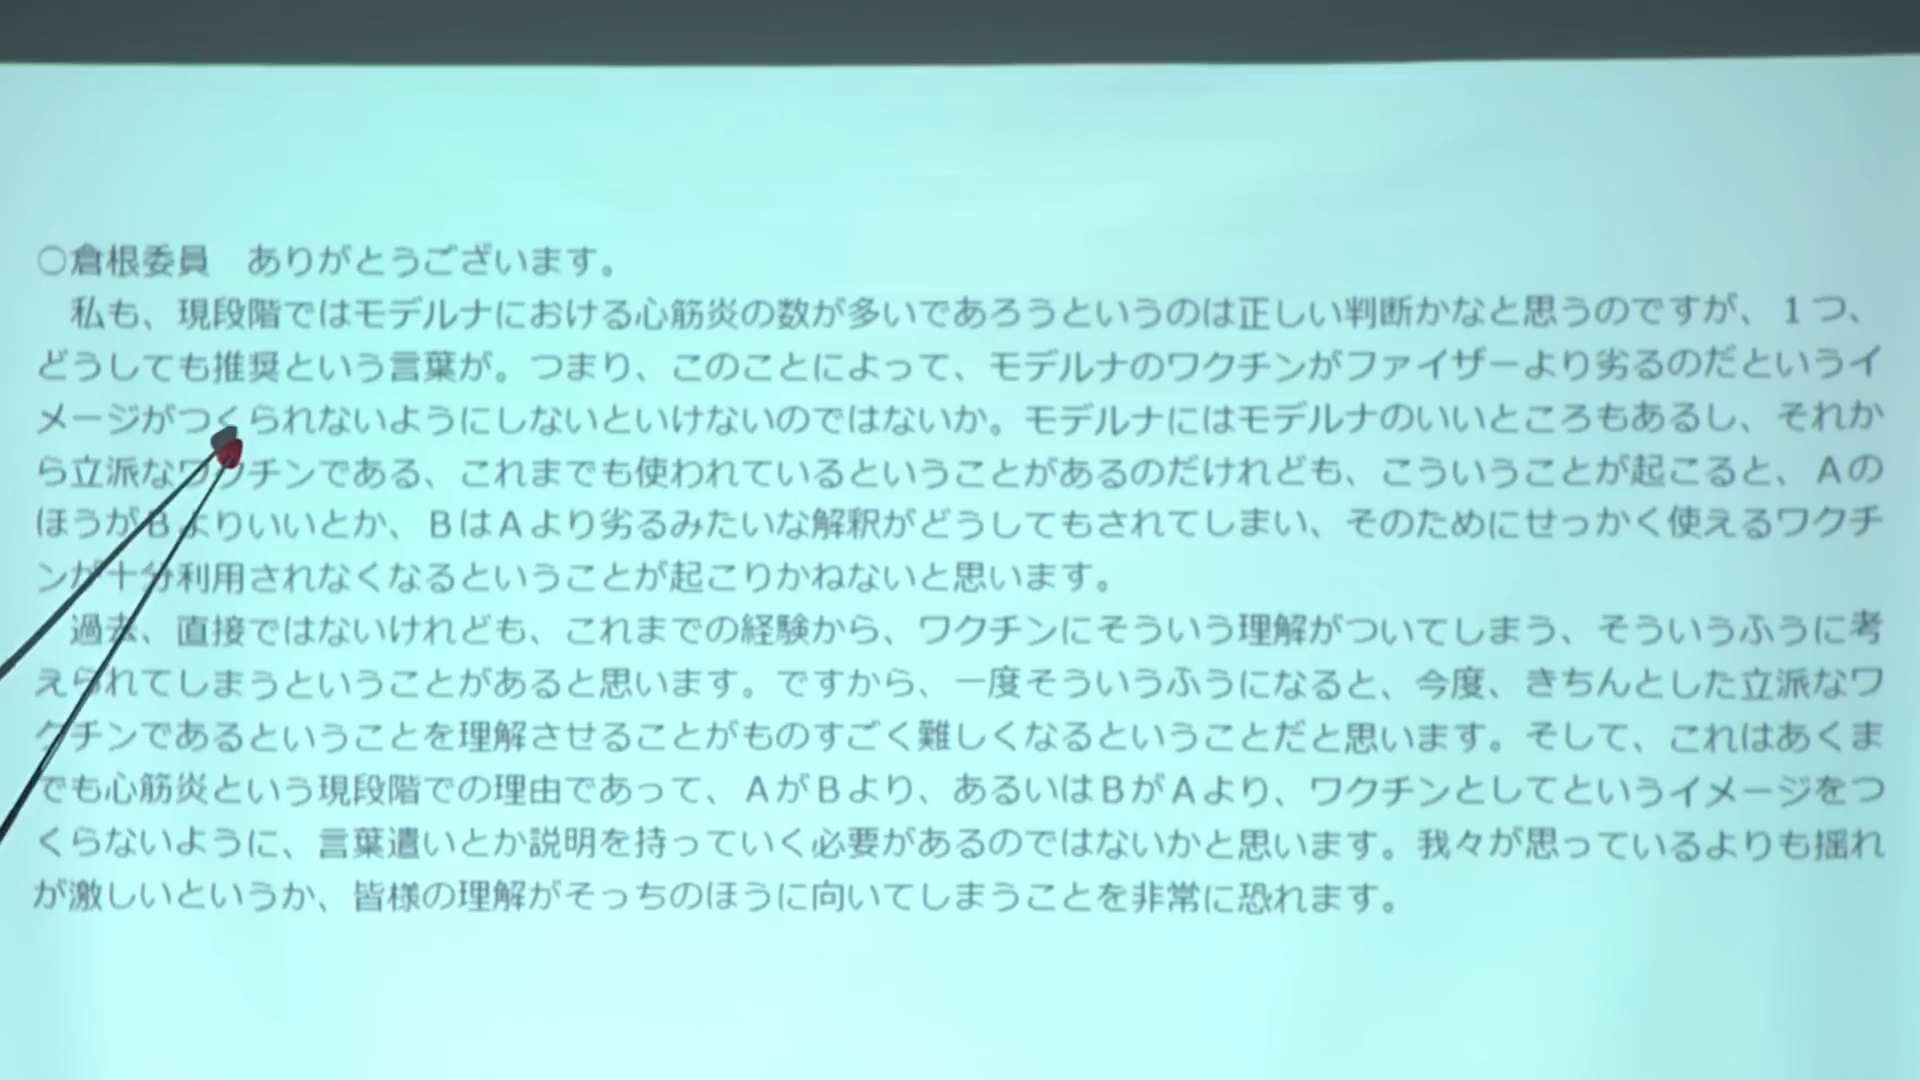 ○倉根委員　ありがとうございます。
　私も、現段階ではモデルナにおける心筋炎の数が多いであろうというのは正しい判断かなと思うのですが、１つ、
どうしても推奨という言葉が。つまり、このことによって、モデルナのワクチンがファイザーより劣るのだというイ
メージがつくられないようにしないといけないのではないか。モデルナにはモデルナのいいところもあるし、それか
ら立派なワクチンである、これまでも使われているということがあるのだけれども、こういうことが起こると、Ａの
ほうがＢよりいいとか、ＢはＡより劣るみたいな解釈がどうしてもされてしまい、そのためにせっかく使えるワクチ
ンが十分利用されなくなるということが起こりかねないと思います。
　過去、直接ではないけれども、これまでの経験から、ワクチンにそういう理解がついてしまう、そういうふうに考
えられてしまうということがあると思います。ですから、一度そういうふうになると、今度、きちんとした立派なワ
クチンであるということを理解させることがものすごく難しくなるということだと思います。そして、これはあくま
でも心筋炎という現段階での理由であって、ＡがＢより、あるいはＢがＡより、ワクチンとしてというイメージをつ
くらないように、言葉遣いとか説明を持っていく必要があるのではないかと思います。我々が思っているよりも揺れ
が激しいというか、皆様の理解がそっちのほうに向いてしまうことを非常に恐れます。